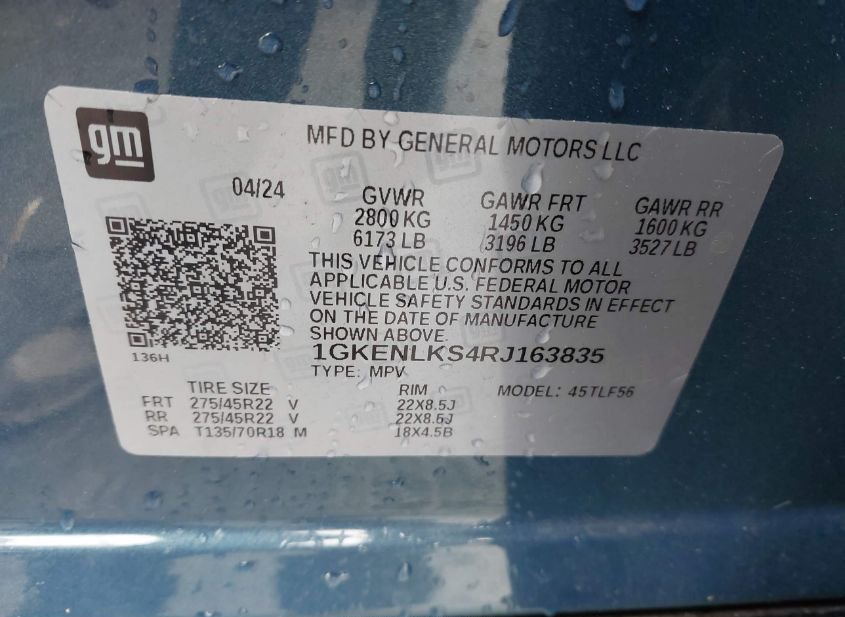 gm
MFD BY GENERAL MOTORS LLC
04/24 GVWR GAWR FRT GAWR RR
2800 KG 1450 KG 1600 KG
6173 LB 3196 LB 3527 LB
THIS VEHICLE CONFORMS TO ALL
APPLICABLE U.S. FEDERAL MOTOR
VEHICLE SAFETY STANDARDS IN EFFECT
ON THE DATE OF MANUFACTURE
SHOWN ABOVE.
136H 1GKENLKS4RJ163835
TYPE: MPV
TIRE SIZE RIM MODEL: 45TLF56
FRT 275/45R22 V 22X8.5J
RR 275/45R22 V 22X8.5J
SPA T135/70R18 M 18X4.5B